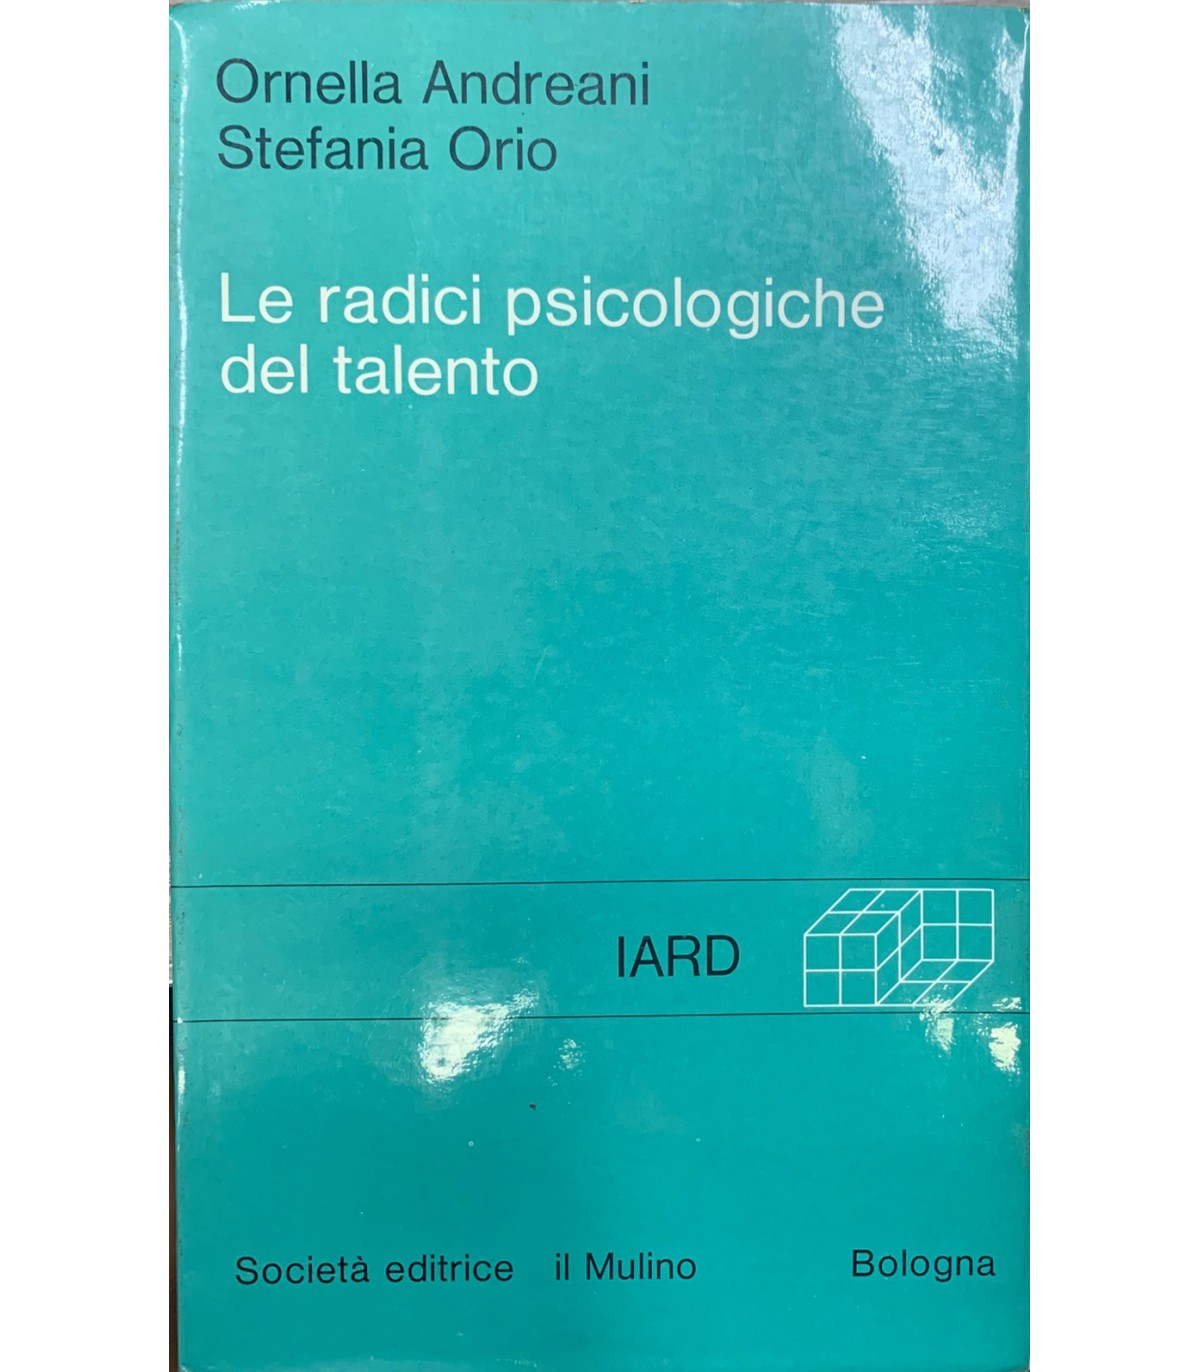 Ornella Andreani
Stefania Orio
Le radici psicologiche
del talento
IARD
Società editrice il Mulino Bologna